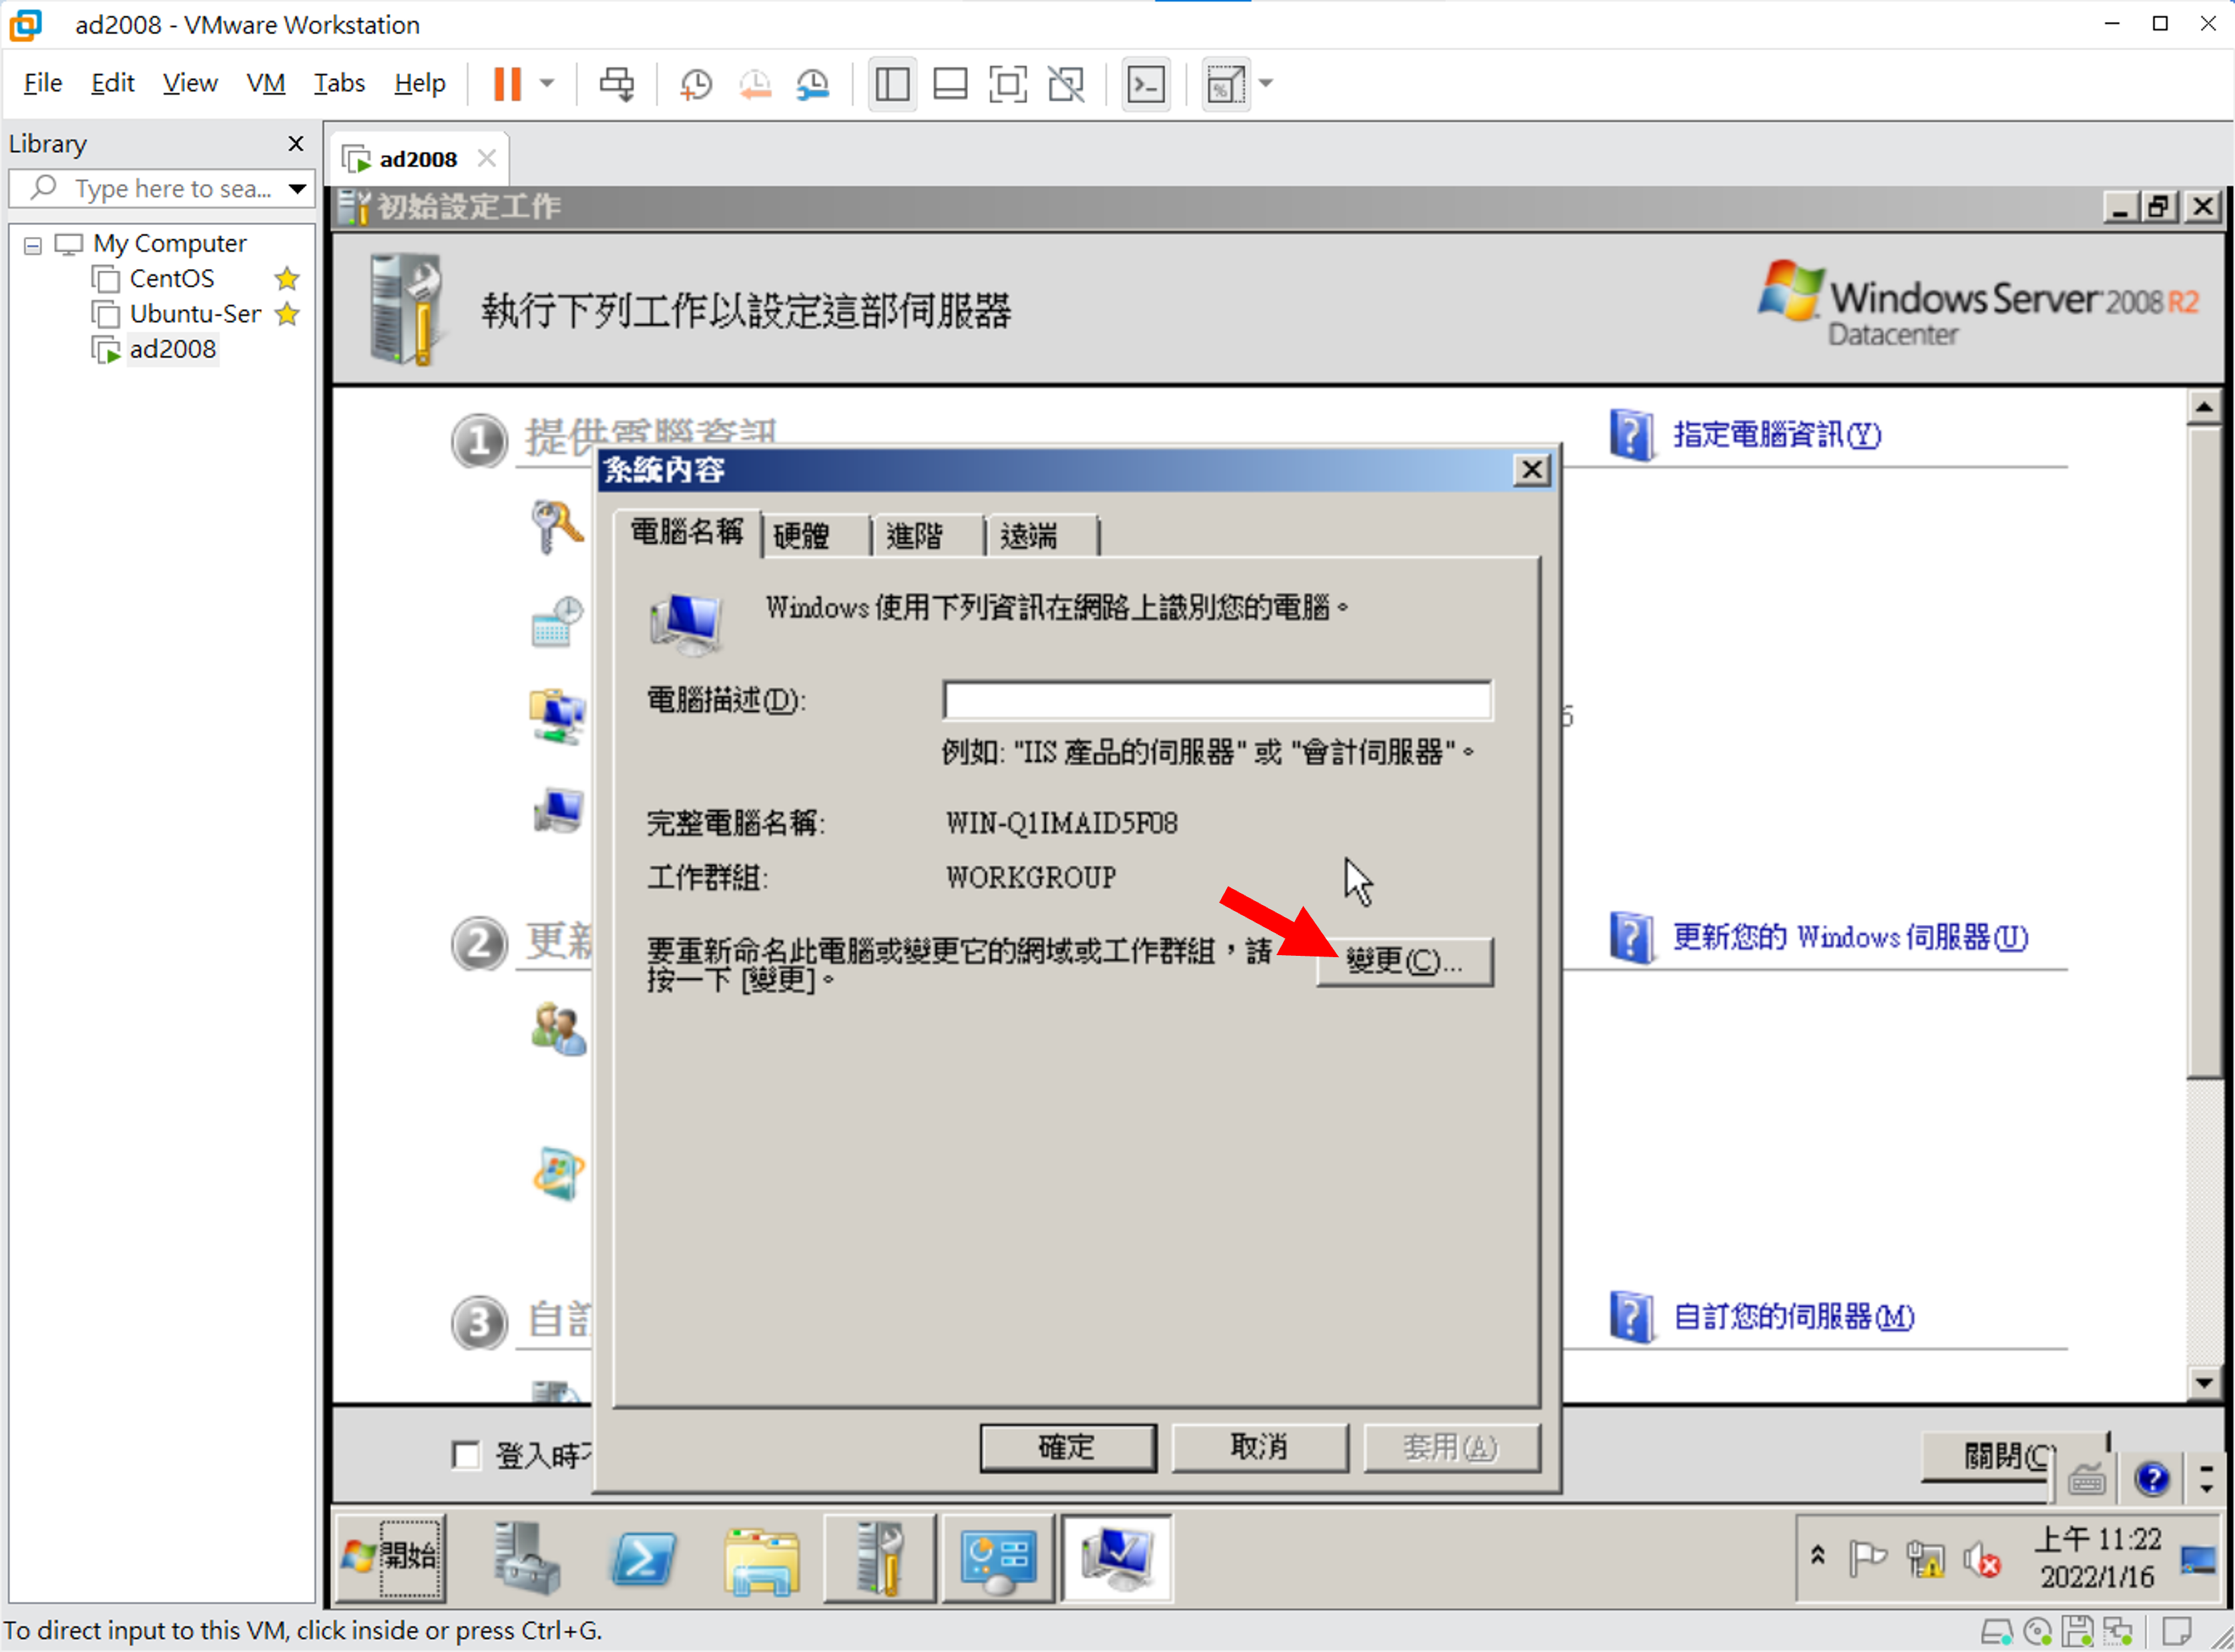 ad2008 - VMware Workstation
File Edit View VM Tabs Help
Library
ad2008
Type here to sea...
初始設定工作
My Computer
CentOS
Ubuntu-Ser
ad2008
執行下列工作以設定這部伺服器
Windows Server 2008 R2
Datacenter
1 提供電腦資訊
指定電腦資訊(Y)
系統內容
電腦名稱 硬體 進階 遠端
Windows 使用下列資訊在網路上識別您的電腦。
電腦描述(D):
例如: "IIS 產品的伺服器" 或 "會計伺服器"。
完整電腦名稱: WIN-Q1IMAID5F08
工作群組: WORKGROUP
要重新命名此電腦或變更它的網域或工作群組，請
按一下 [變更]。
變更(C)...
2 更新
更新您的 Windows 伺服器(U)
3 自訂
自訂您的伺服器(M)
確定 取消 套用(A)
登入時不
關閉(C)
開始
上午 11:22
2022/1/16
To direct input to this VM, click inside or press Ctrl+G.